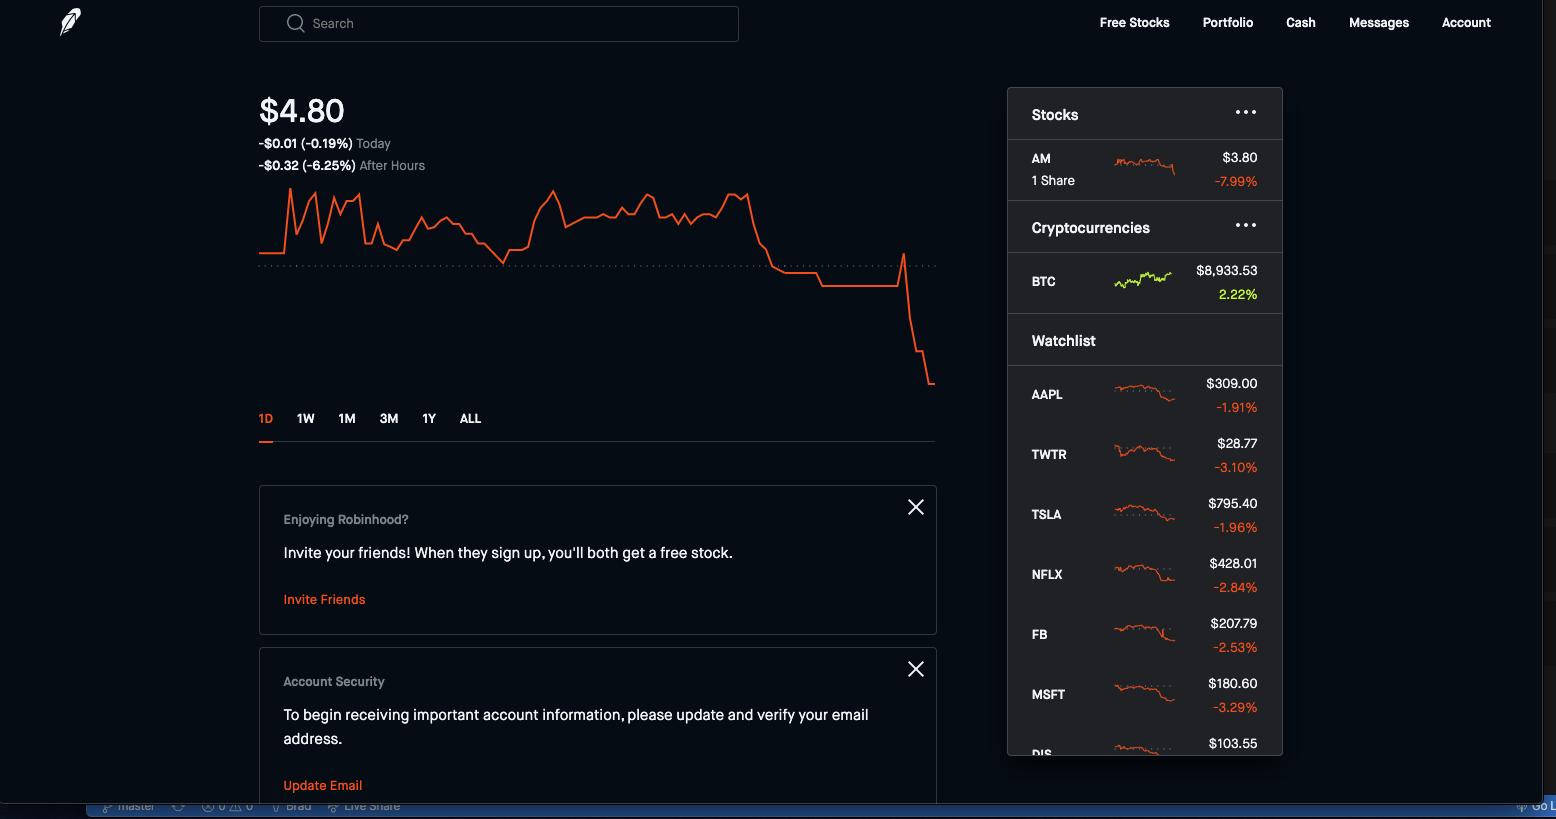 Search
Free Stocks
Portfolio
Cash
Messages
Account
$4.80
-$0.01 (-0.19%) Today
-$0.32 (-6.25%) After Hours
1D 1W 1M 3M 1Y ALL
Enjoying Robinhood?
Invite your friends! When they sign up, you'll both get a free stock.
Invite Friends
Account Security
To begin receiving important account information, please update and verify your email
address.
Update Email
Stocks
AM $3.80
1 Share -7.99%
Cryptocurrencies
BTC $8,933.53
2.22%
Watchlist
AAPL $309.00
-1.91%
TWTR $28.77
-3.10%
TSLA $795.40
-1.96%
NFLX $428.01
-2.84%
FB $207.79
-2.53%
MSFT $180.60
-3.29%
DIS $103.55
master 0 0 Brad Live Share Go L